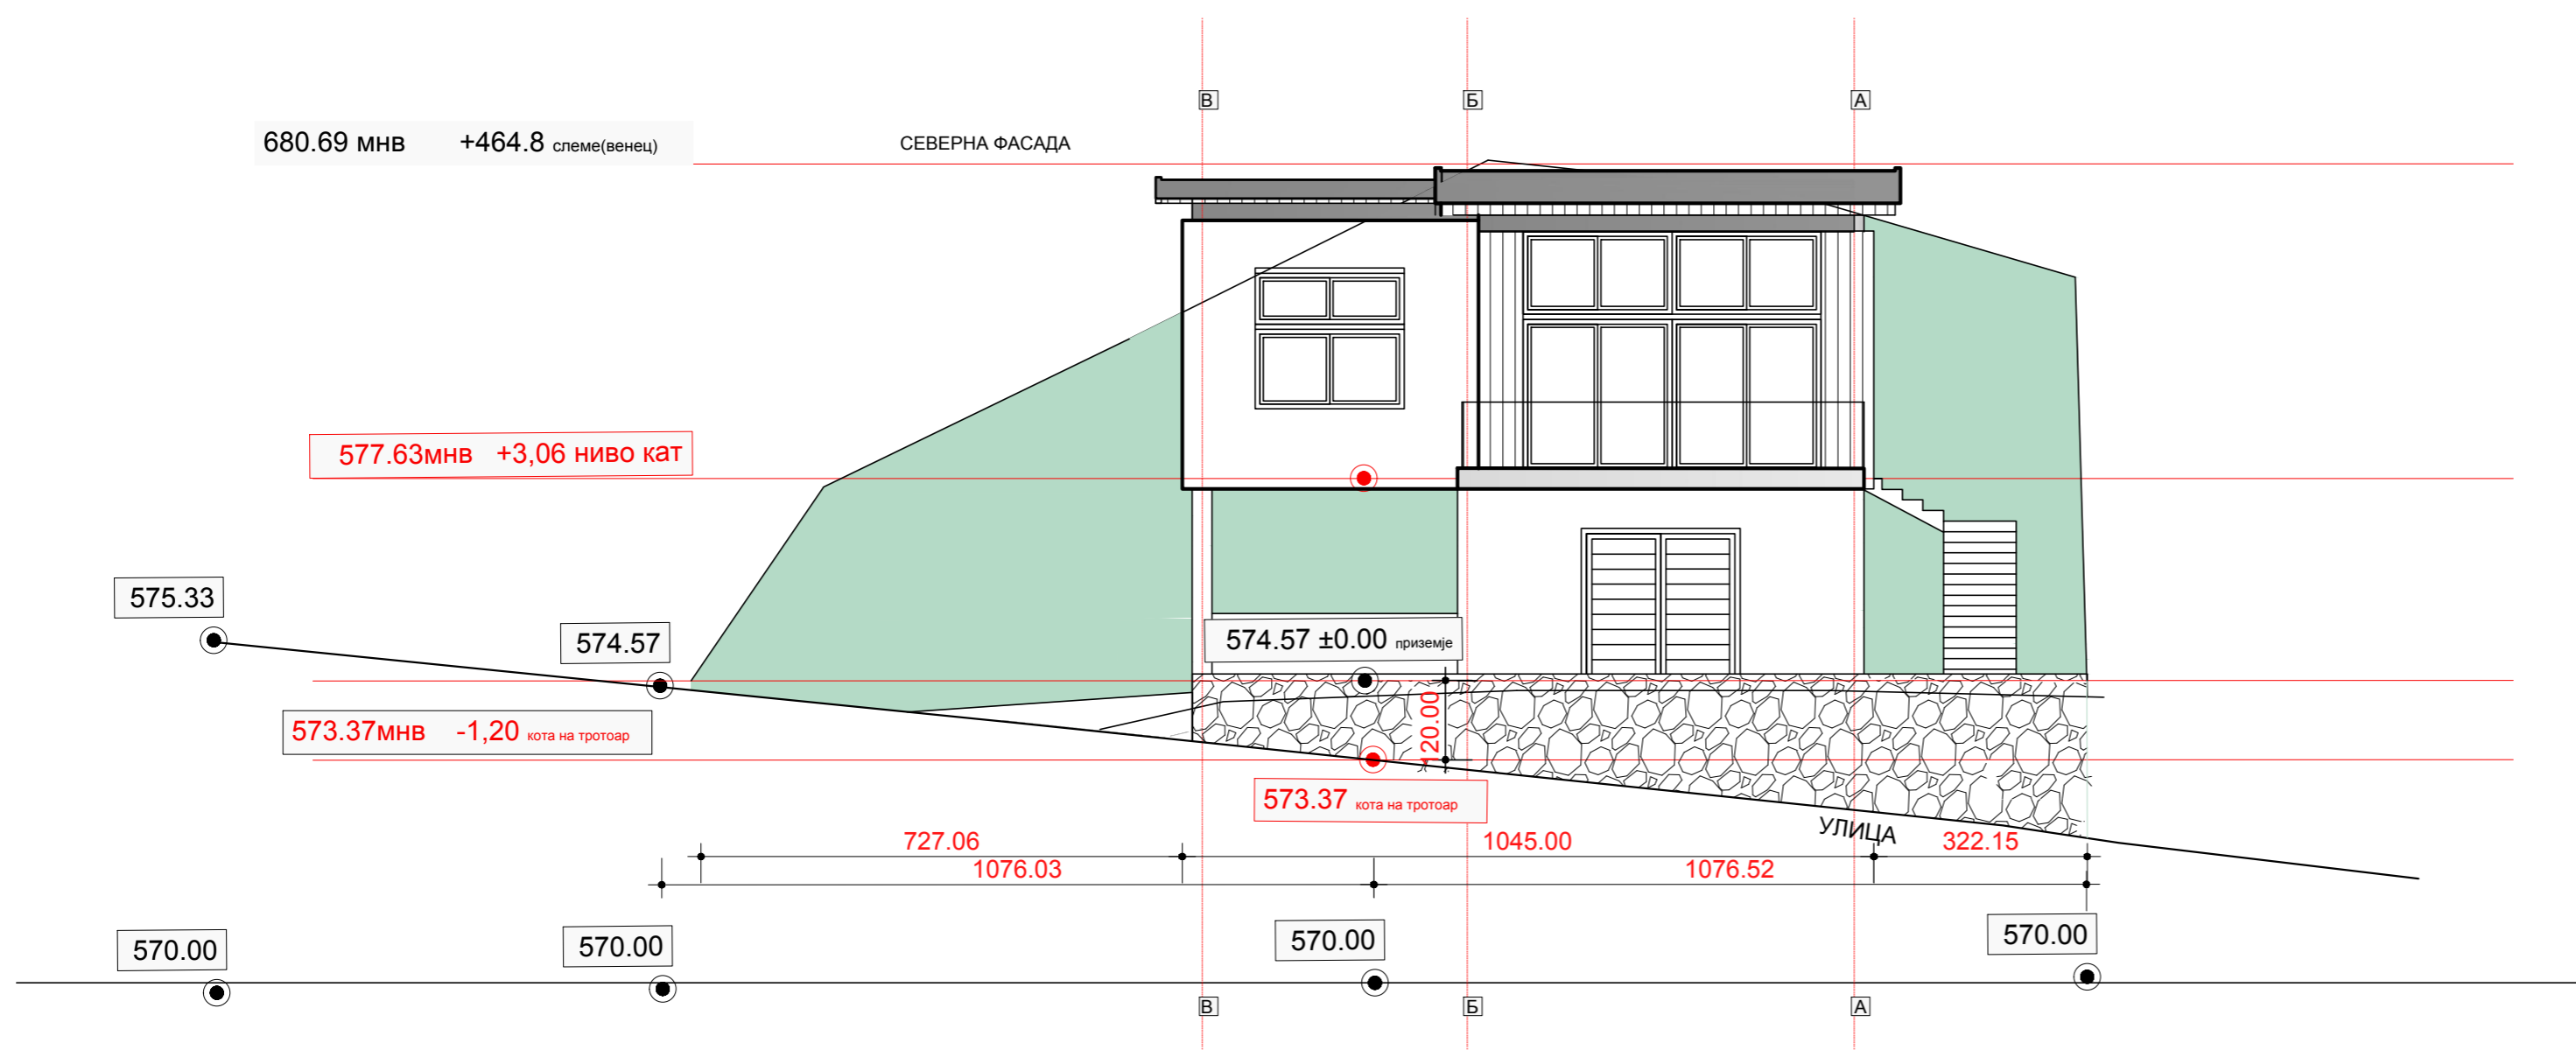 В Б А
680.69 мнв +464.8 слеме(венец)
СЕВЕРНА ФАСАДА
577.63мнв +3,06 ниво кат
575.33
574.57
574.57 ±0.00 приземје
573.37мнв -1,20 кота на тротоар
120.00
573.37 кота на тротоар
УЛИЦА
727.06 1045.00 322.15
1076.03 1076.52
570.00 570.00 570.00 570.00
В Б А